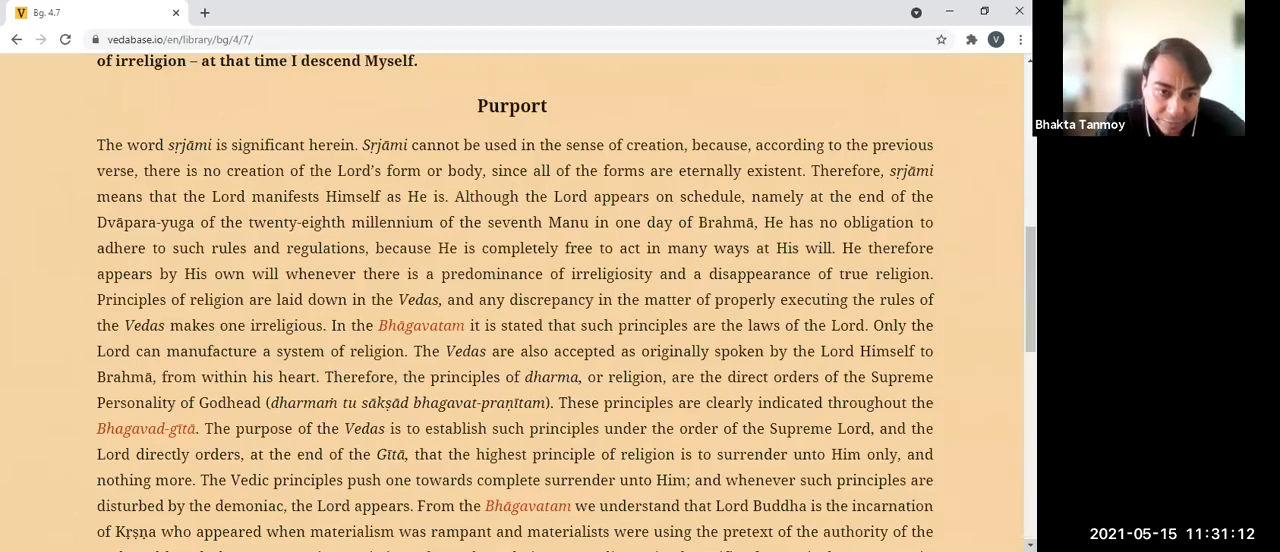 Bg. 4.7
vedabase.io/en/library/bg/4/7/
V
of irreligion – at that time I descend Myself.
Purport
The word sṛjāmi is significant herein. Sṛjāmi cannot be used in the sense of creation, because, according to the previous
verse, there is no creation of the Lord’s form or body, since all of the forms are eternally existent. Therefore, sṛjāmi
means that the Lord manifests Himself as He is. Although the Lord appears on schedule, namely at the end of the
Dvāpara-yuga of the twenty-eighth millennium of the seventh Manu in one day of Brahmā, He has no obligation to
adhere to such rules and regulations, because He is completely free to act in many ways at His will. He therefore
appears by His own will whenever there is a predominance of irreligiosity and a disappearance of true religion.
Principles of religion are laid down in the Vedas, and any discrepancy in the matter of properly executing the rules of
the Vedas makes one irreligious. In the Bhāgavatam it is stated that such principles are the laws of the Lord. Only the
Lord can manufacture a system of religion. The Vedas are also accepted as originally spoken by the Lord Himself to
Brahmā, from within his heart. Therefore, the principles of dharma, or religion, are the direct orders of the Supreme
Personality of Godhead (dharmaṁ tu sākṣād bhagavat-praṇītam). These principles are clearly indicated throughout the
Bhagavad-gītā. The purpose of the Vedas is to establish such principles under the order of the Supreme Lord, and the
Lord directly orders, at the end of the Gītā, that the highest principle of religion is to surrender unto Him only, and
nothing more. The Vedic principles push one towards complete surrender unto Him; and whenever such principles are
disturbed by the demoniac, the Lord appears. From the Bhāgavatam we understand that Lord Buddha is the incarnation
of Kṛṣṇa who appeared when materialism was rampant and materialists were using the pretext of the authority of the
Bhakta Tanmoy
2021-05-15 11:31:12